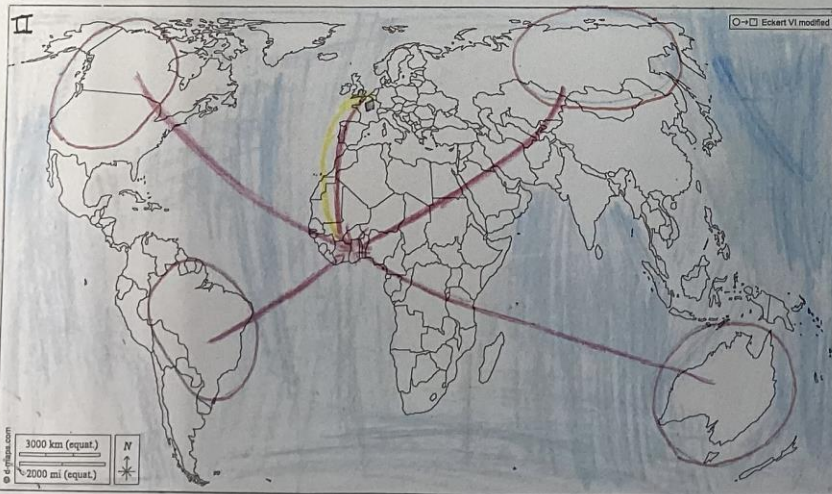 II
○→□ Eckert VI modified
3000 km (equat.)
2000 mi (equat.)
N
© d-maps.com